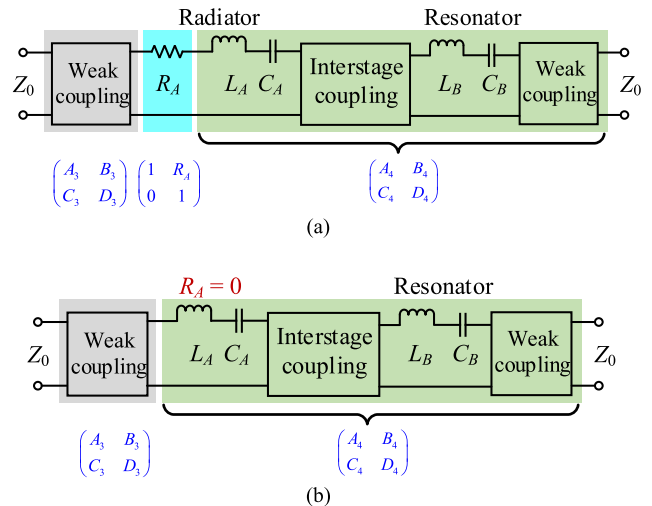 Radiator Resonator
Z0 Weak coupling RA LA CA Interstage coupling LB CB Weak coupling Z0
(A3 B3 C3 D3) (1 RA 0 1) (A4 B4 C4 D4)
(a)
RA = 0 Resonator
Z0 Weak coupling LA CA Interstage coupling LB CB Weak coupling Z0
(A3 B3 C3 D3) (A4 B4 C4 D4)
(b)